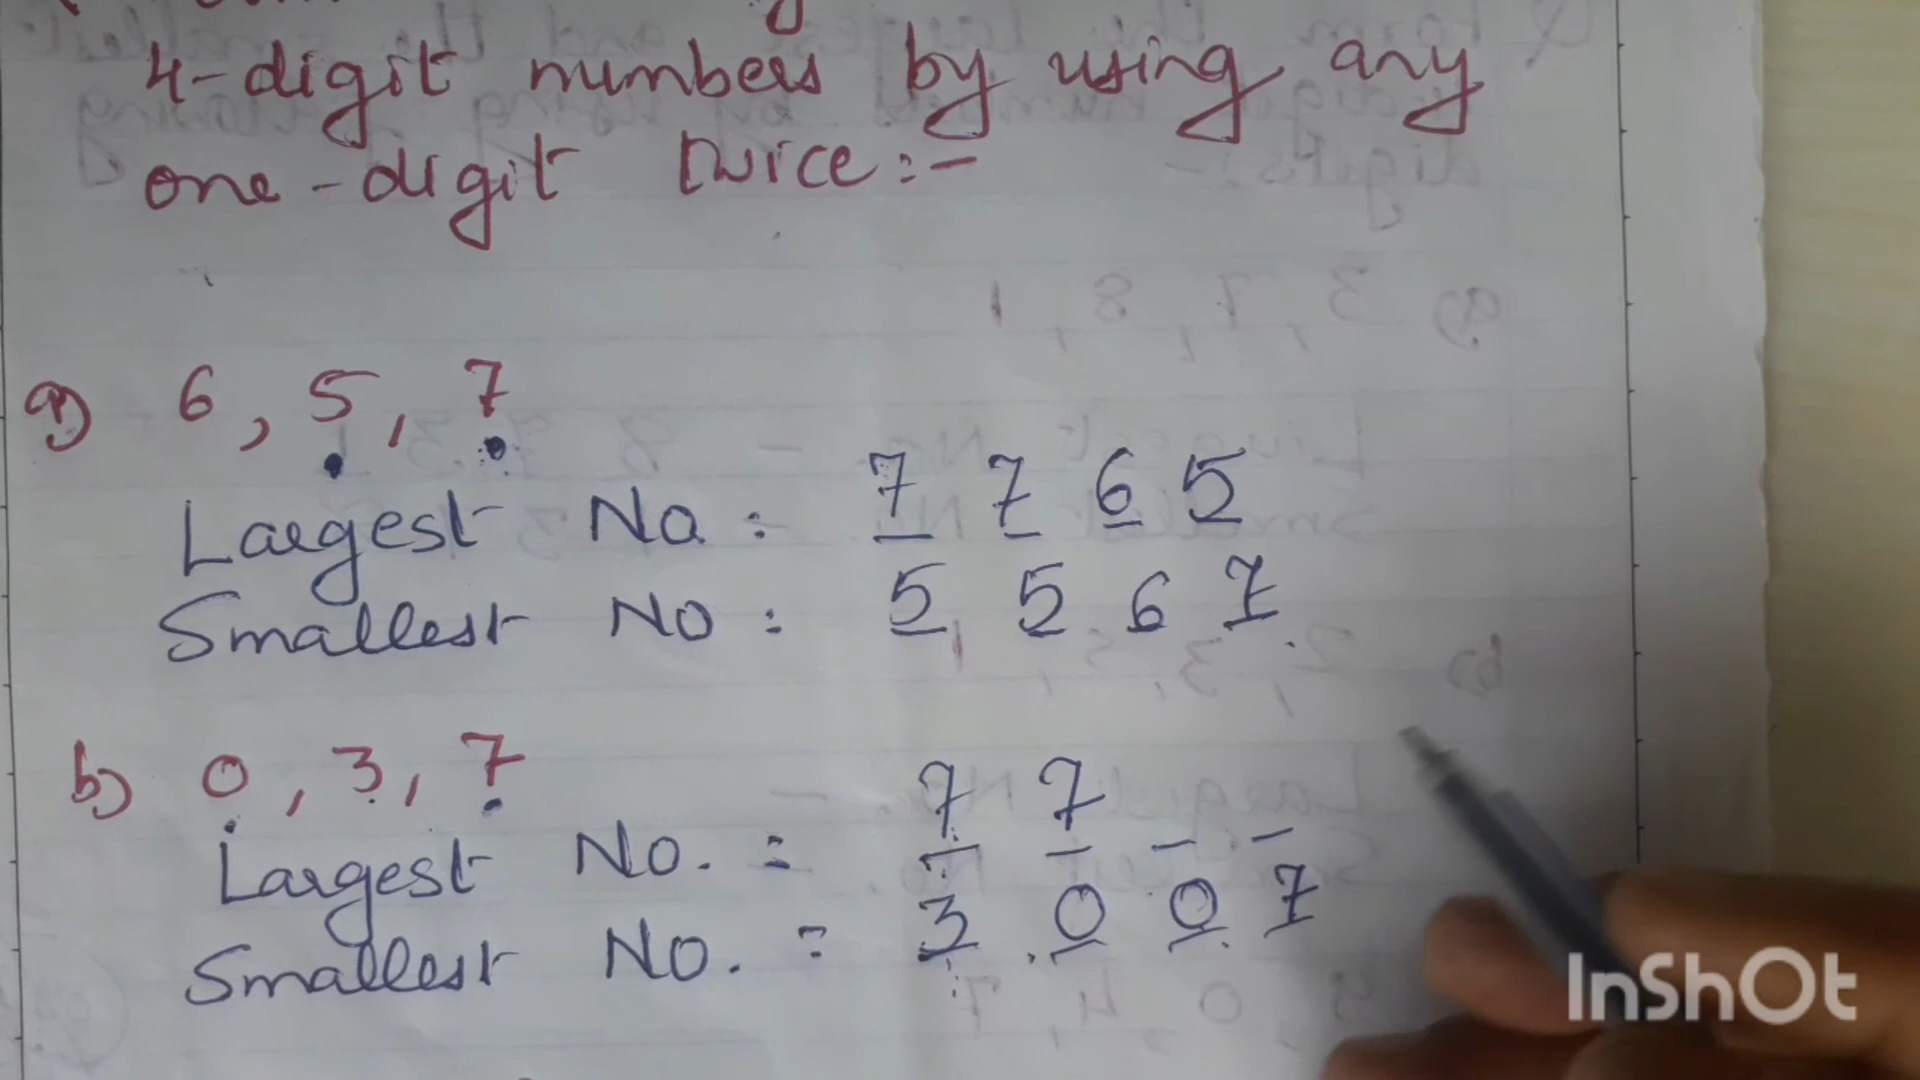 4-digit numbers by using any
one-digit twice:-
a) 6, 5, 7
Largest No : 7 7 6 5
Smallest No : 5 5 6 7
b) 0, 3, 7
Largest No. = 7 7 _ _
Smallest No. = 3 0 0 7
InShOt